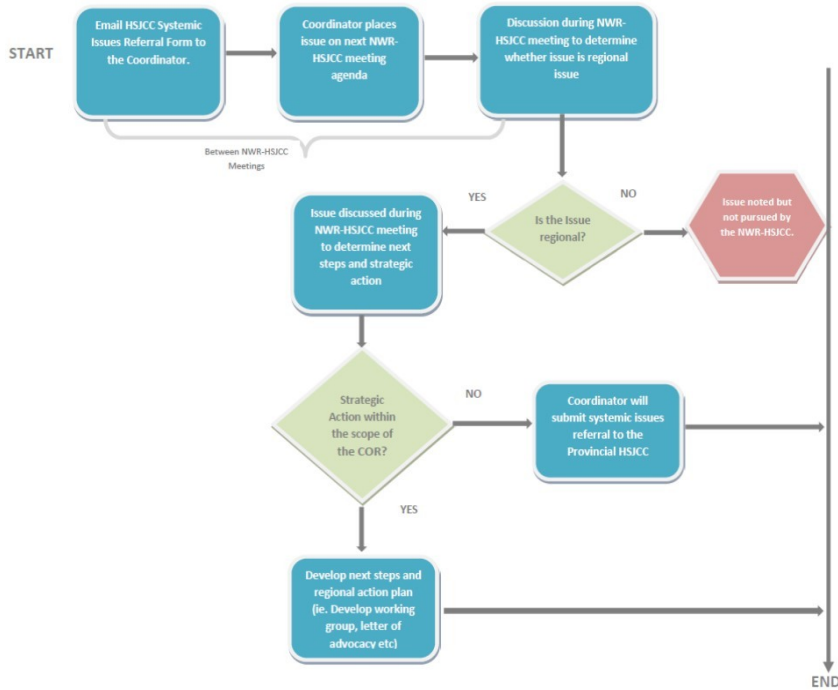 START
Email HSJCC Systemic
Issues Referral Form to
the Coordinator.
Coordinator places
issue on next NWR-
HSJCC meeting
agenda
Discussion during NWR-
HSJCC meeting to determine
whether issue is regional
issue
Between NWR-HSJCC
Meetings
YES
Is the Issue
regional?
NO
Issue noted but
not pursued by
the NWR-HSJCC.
Issue discussed during
NWR-HSJCC meeting
to determine next
steps and strategic
action
Strategic
Action within
the scope of
the COR?
NO
Coordinator will
submit systemic issues
referral to the
Provincial HSJCC
YES
Develop next steps and
regional action plan
(ie. Develop working
group, letter of
advocacy etc)
END